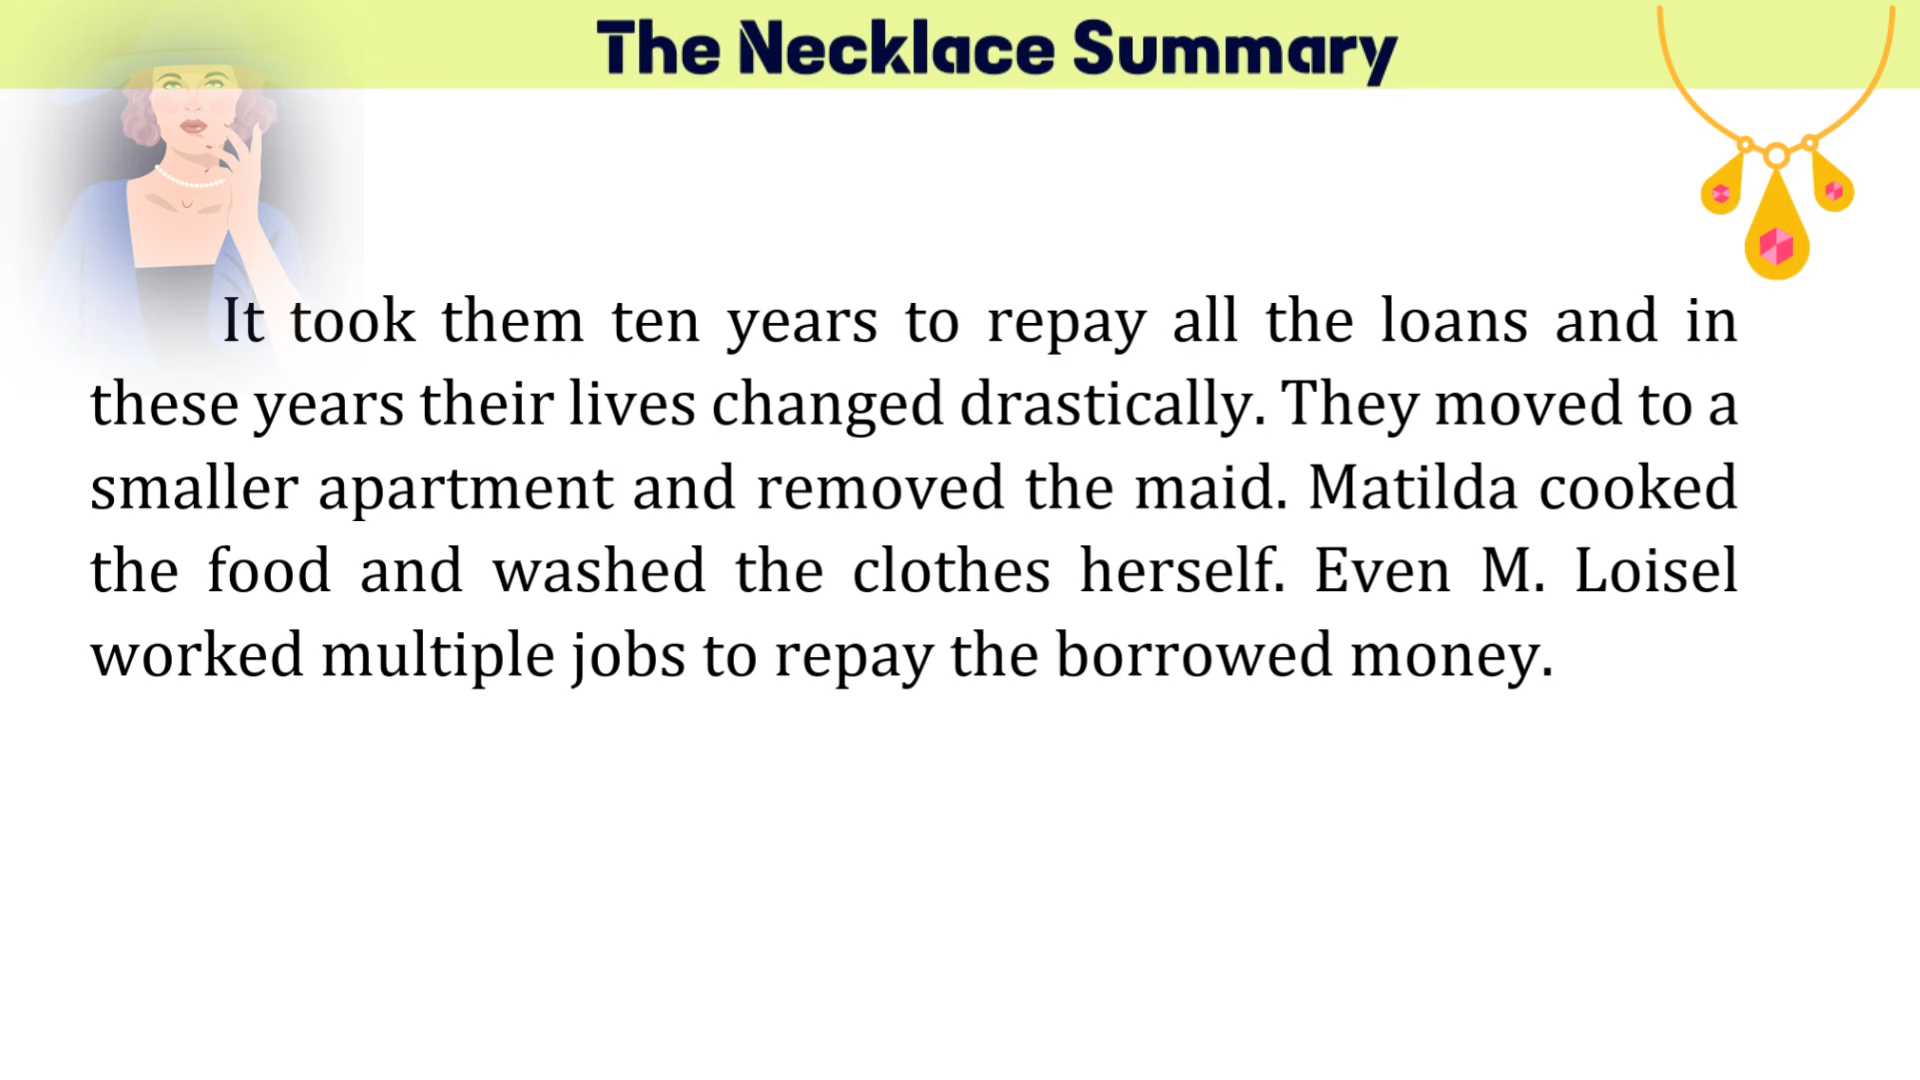 The Necklace Summary
It took them ten years to repay all the loans and in
these years their lives changed drastically. They moved to a
smaller apartment and removed the maid. Matilda cooked
the food and washed the clothes herself. Even M. Loisel
worked multiple jobs to repay the borrowed money.